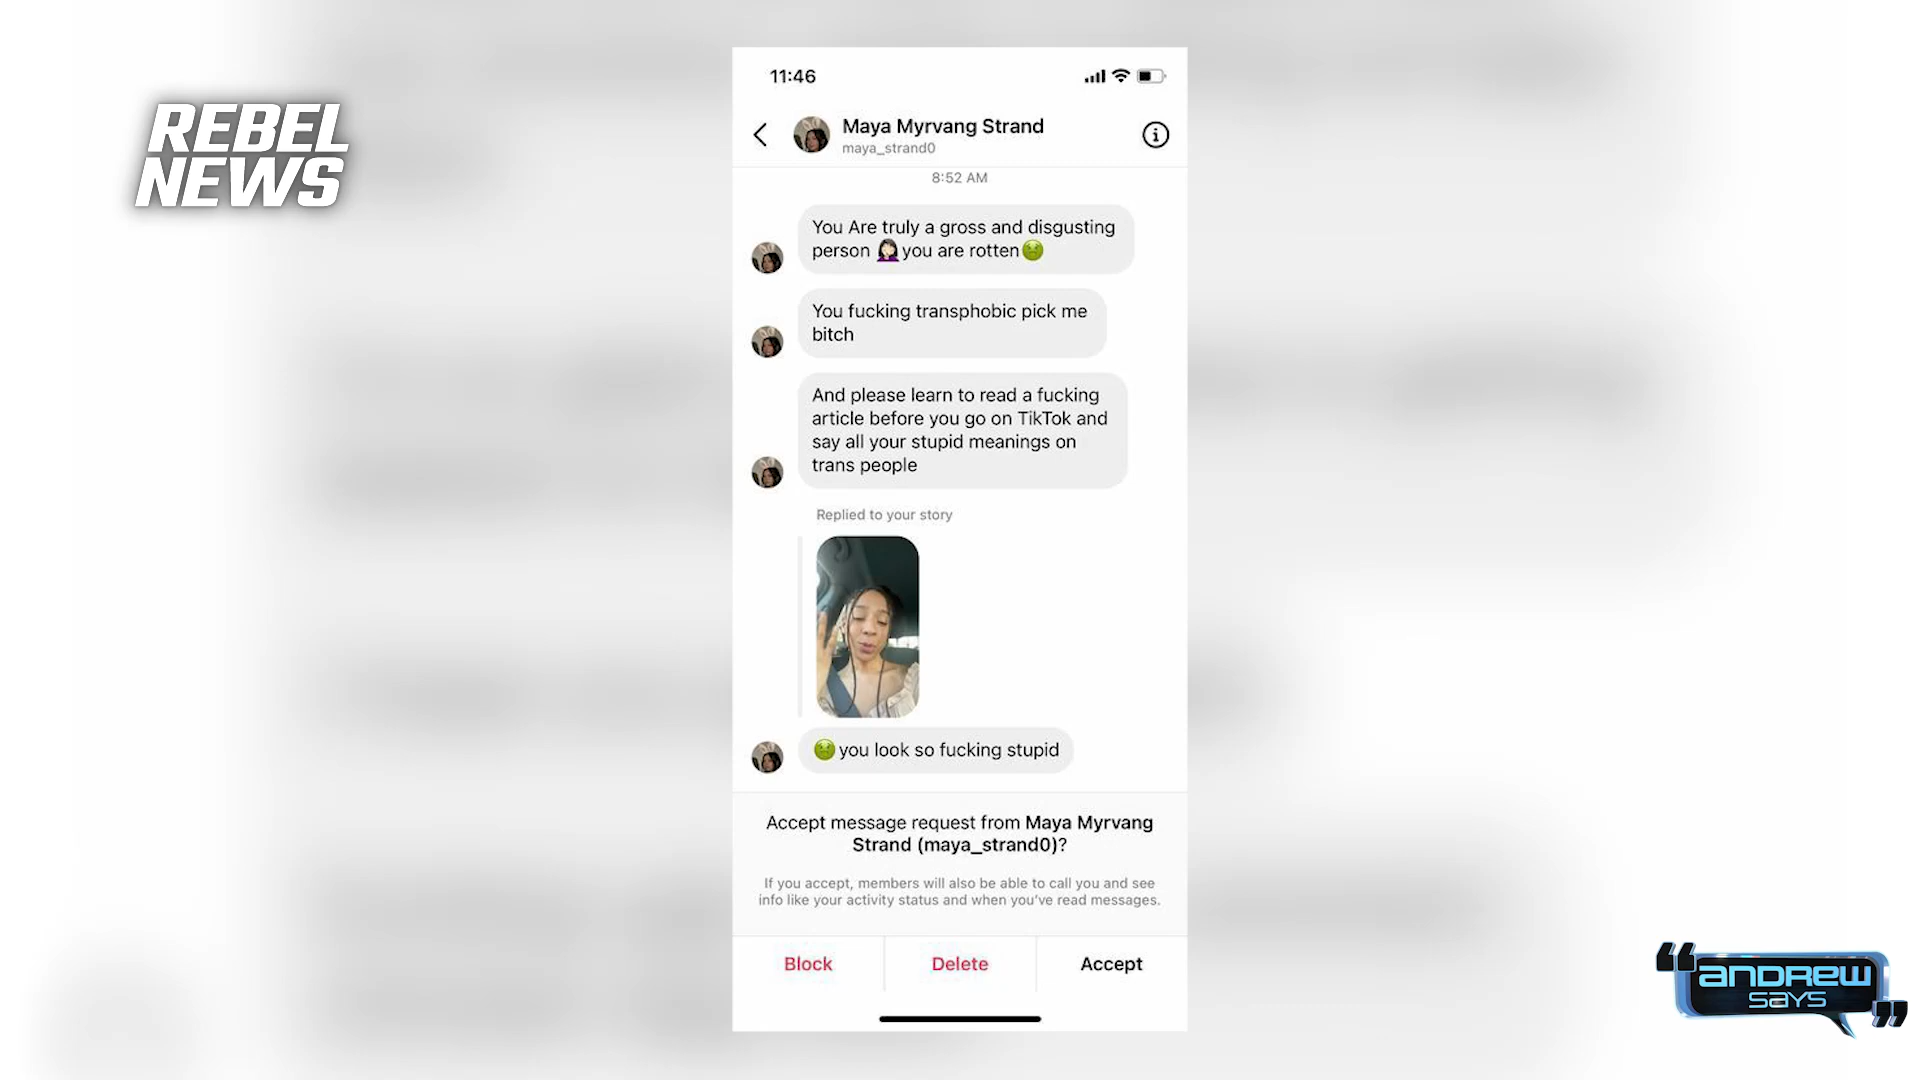 REBEL
NEWS
11:46
Maya Myrvang Strand
maya_strand0
8:52 AM
You Are truly a gross and disgusting
person 🤦🏻‍♀️you are rotten🤢
You fucking transphobic pick me
bitch
And please learn to read a fucking
article before you go on TikTok and
say all your stupid meanings on
trans people
Replied to your story
🤢you look so fucking stupid
Accept message request from Maya Myrvang
Strand (maya_strand0)?
If you accept, members will also be able to call you and see
info like your activity status and when you've read messages.
Block
Delete
Accept
"ANDREW
SAYS"